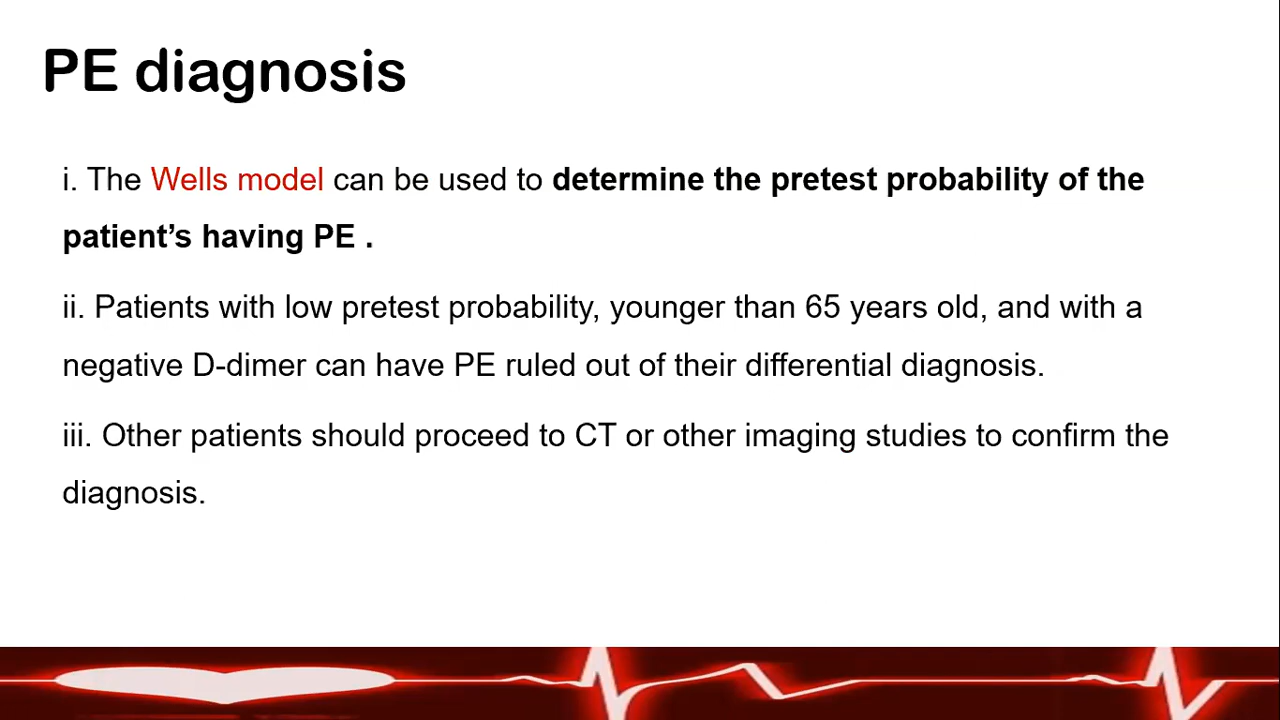 PE diagnosis
i. The Wells model can be used to determine the pretest probability of the
patient’s having PE .
ii. Patients with low pretest probability, younger than 65 years old, and with a
negative D-dimer can have PE ruled out of their differential diagnosis.
iii. Other patients should proceed to CT or other imaging studies to confirm the
diagnosis.